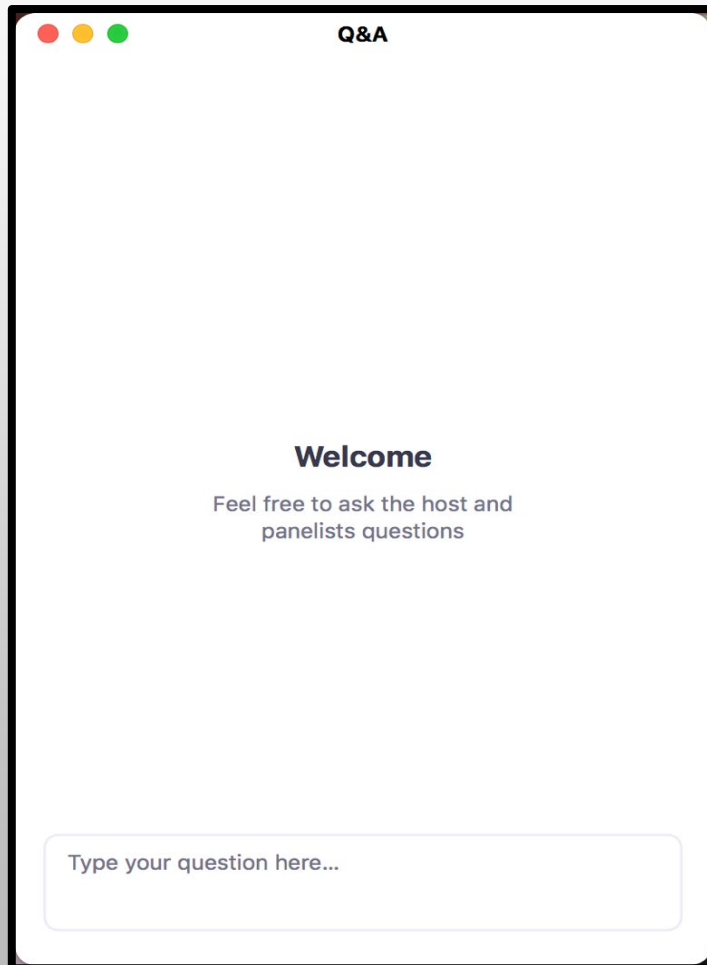 Q&A
Welcome
Feel free to ask the host and
panelists questions
Type your question here...